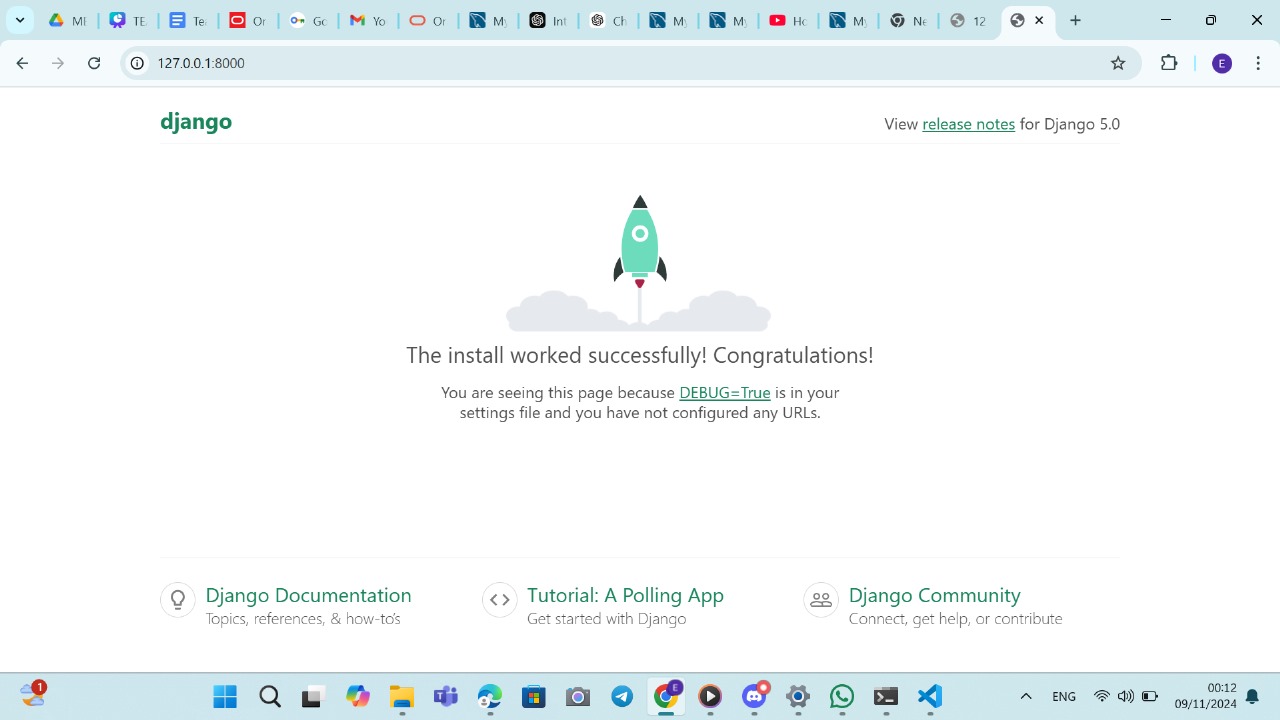 MI
TE.
Te
Or
Gc
Yo
Or
My
Int
Ch
My
My
Hc
My
Ne
12
127.0.0.1:8000
E
django
View release notes for Django 5.0
The install worked successfully! Congratulations!
You are seeing this page because DEBUG=True is in your
settings file and you have not configured any URLs.
Django Documentation
Topics, references, & how-to's
Tutorial: A Polling App
Get started with Django
Django Community
Connect, get help, or contribute
1
E
ENG
00:12
09/11/2024